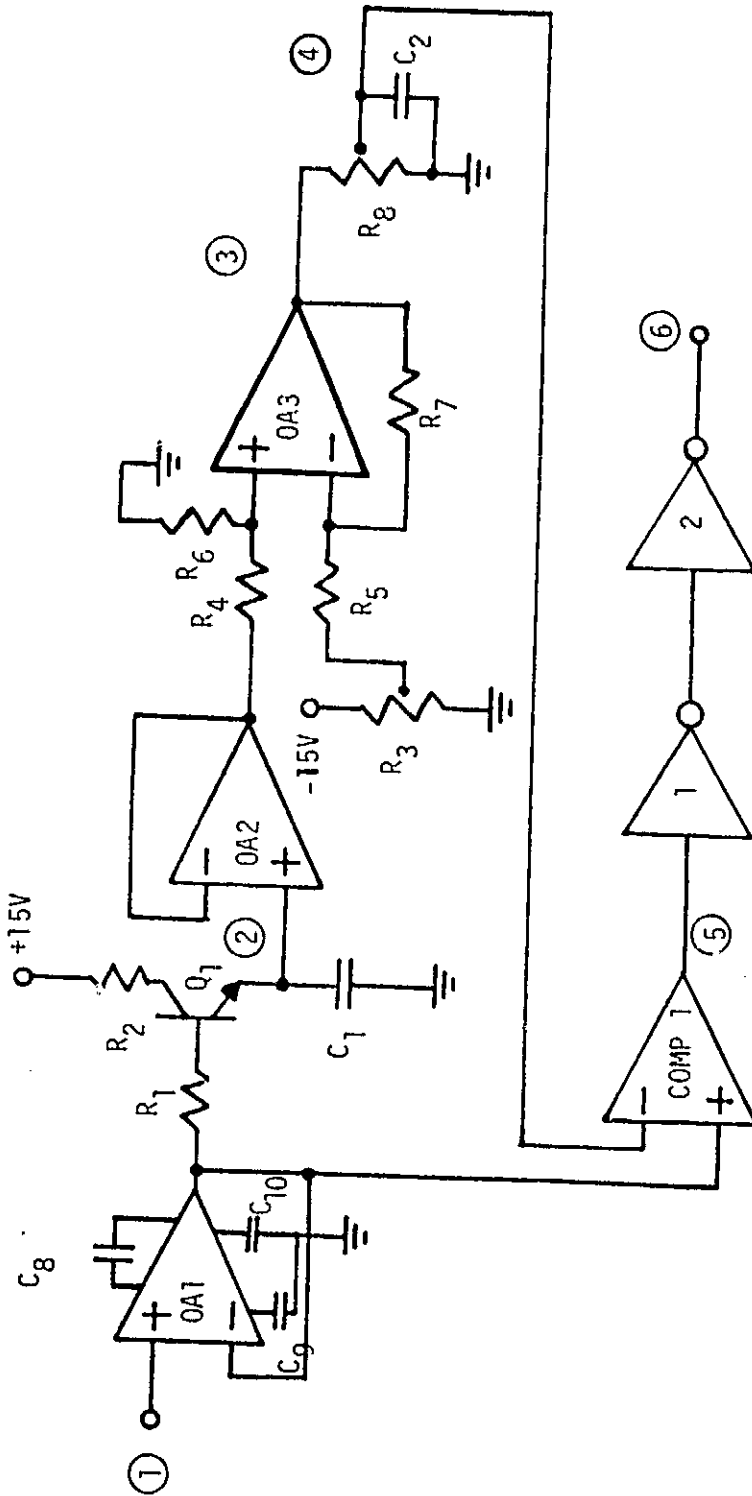 1
C8
+
OA1
−
C9
C10
R1
+15V
R2
Q1
2
C1
−
OA2
+
R4
R6
-15V
R3
R5
+
OA3
−
R7
3
R8
4
C2
−
COMP 1
+
5
1
2
6